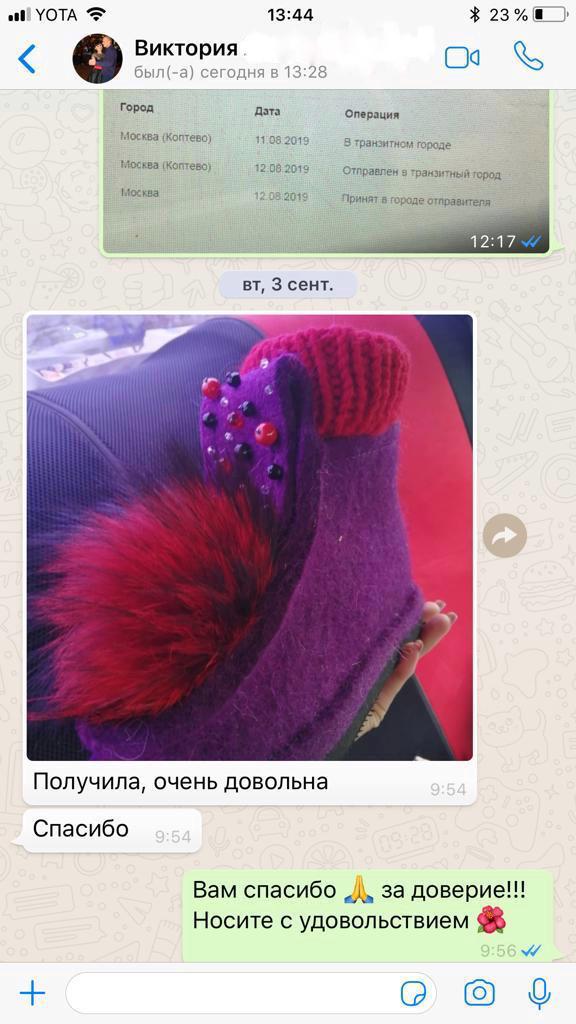 YOTA 13:44 23 %
Виктория
был(-а) сегодня в 13:28
Город Дата Операция
Москва (Коптево) 11.08.2019 В транзитном городе
Москва (Коптево) 12.08.2019 Отправлен в транзитный город
Москва 12.08.2019 Принят в городе отправителя
12:17
вт, 3 сент.
Получила, очень довольна
9:54
Спасибо
9:54
Вам спасибо 🙏 за доверие!!!
Носите с удовольствием 🌺
9:56